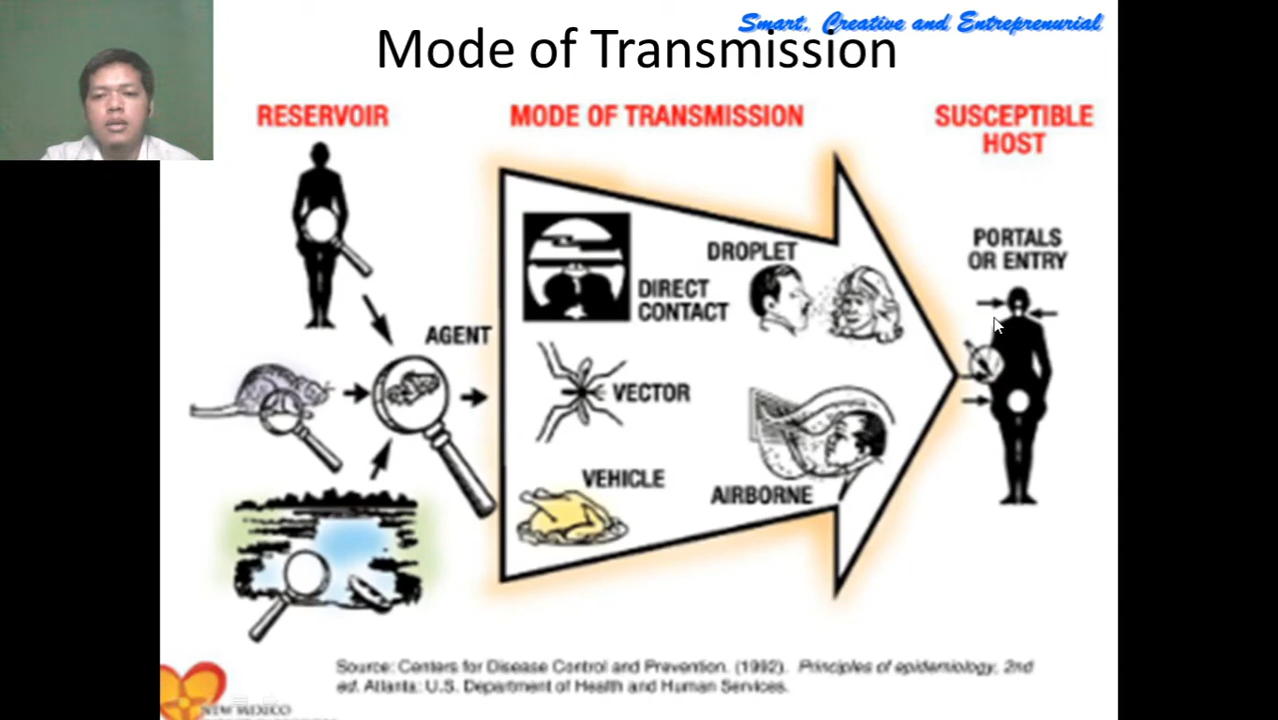 Smart, Creative and Entreprenurial
Mode of Transmission
RESERVOIR
MODE OF TRANSMISSION
SUSCEPTIBLE
HOST
PORTALS
OR ENTRY
DROPLET
DIRECT
CONTACT
AGENT
VECTOR
VEHICLE
AIRBORNE
Source: Centers for Disease Control and Prevention. (1992). Principles of epidemiology, 2nd
ed. Atlanta: U.S. Department of Health and Human Services.
NEW MEXICO